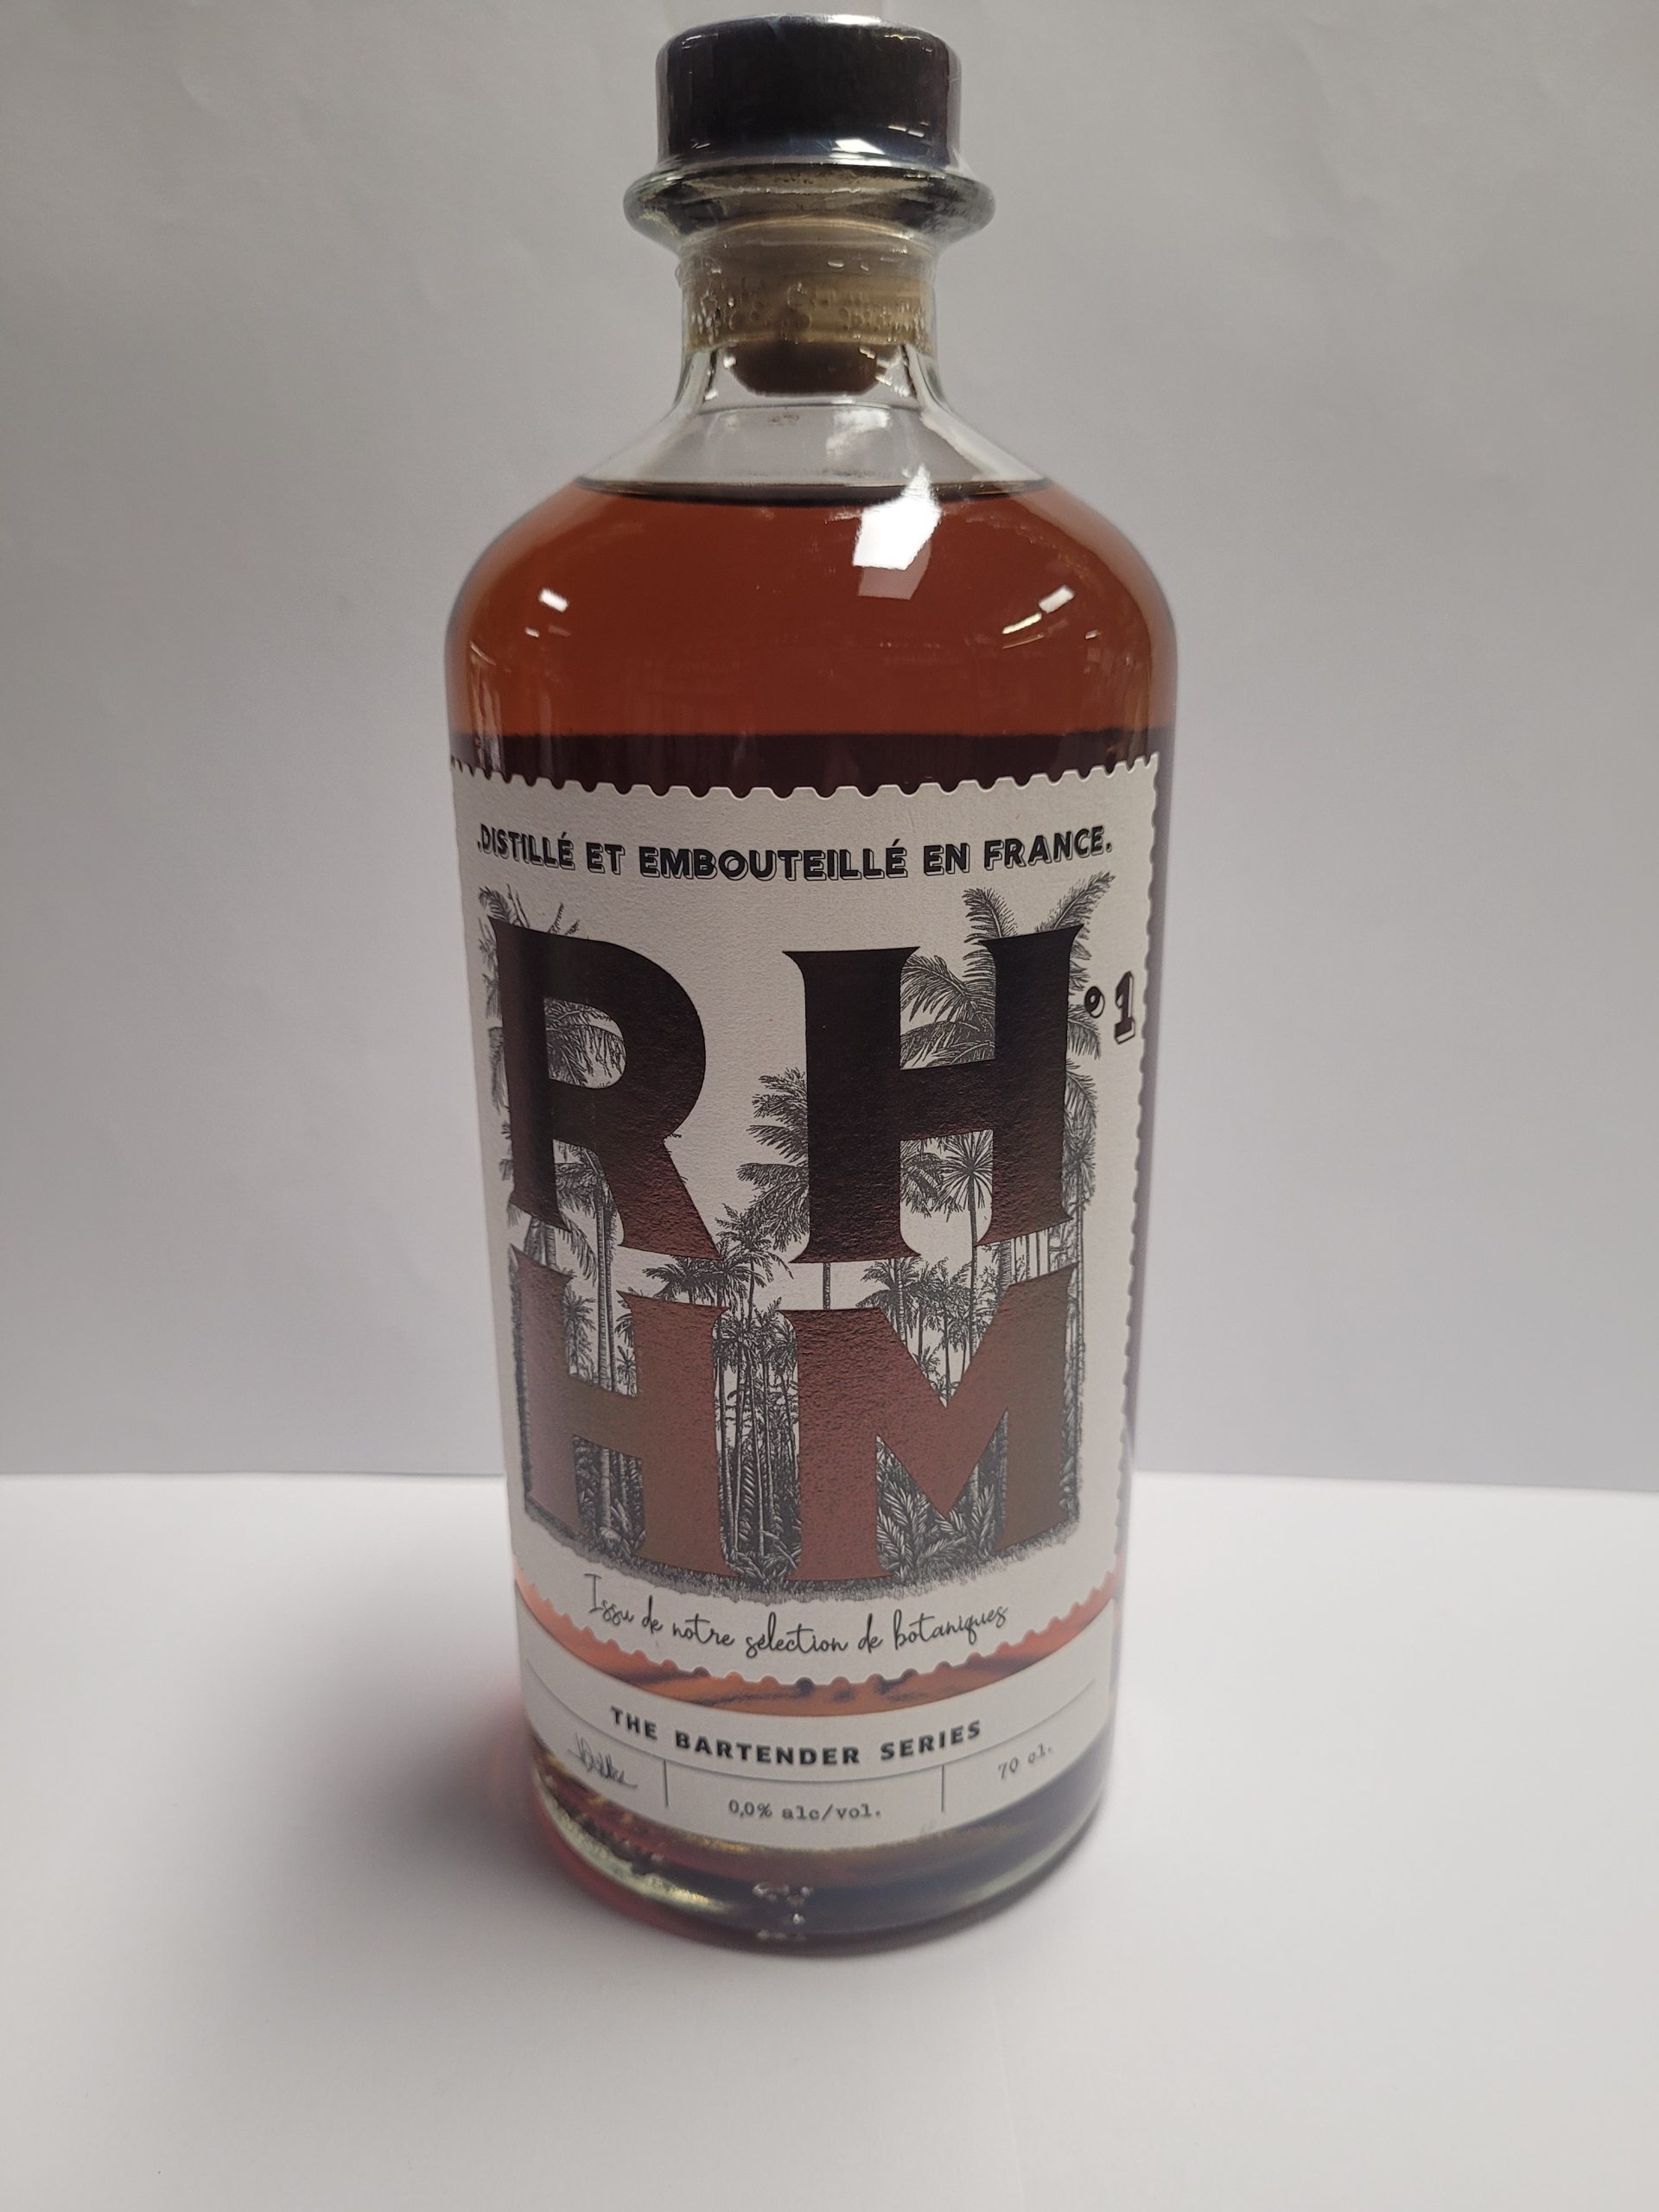 .DISTILLÉ ET EMBOUTEILLÉ EN FRANCE.
RH
°1
HM
Issu de notre sélection de botaniques
THE BARTENDER SERIES
0,0% alc/vol.
70 cl.